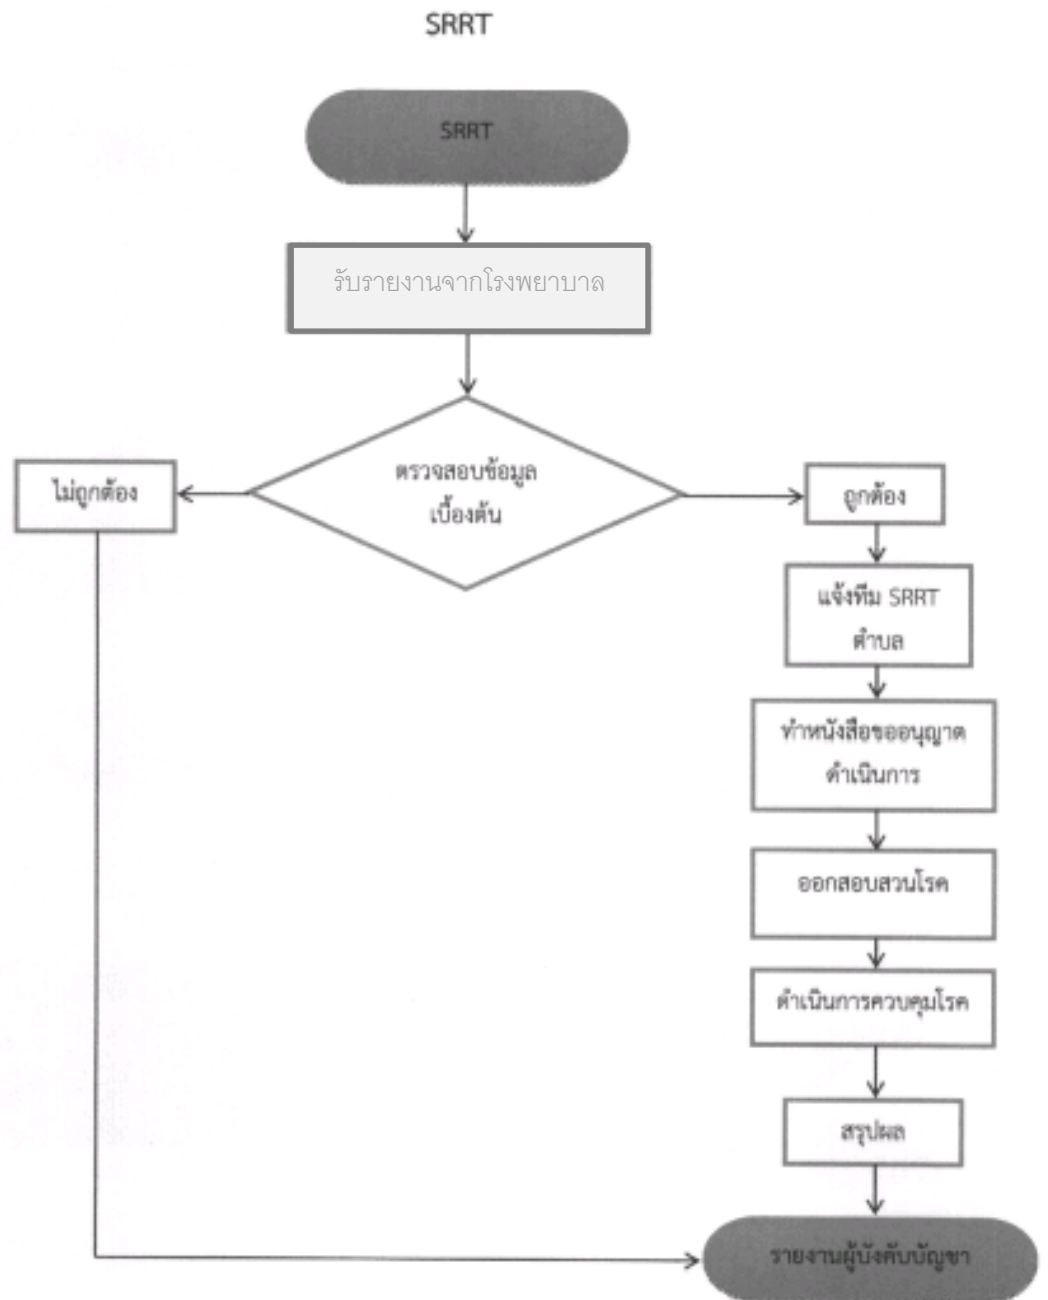 SRRT
SRRT
รับรายงานจากโรงพยาบาล
ตรวจสอบข้อมูล
เบื้องต้น
ไม่ถูกต้อง
ถูกต้อง
แจ้งทีม SRRT
ตำบล
ทำหนังสือขออนุญาต
ดำเนินการ
ออกสอบสวนโรค
ดำเนินการควบคุมโรค
สรุปผล
รายงานผู้บังคับบัญชา